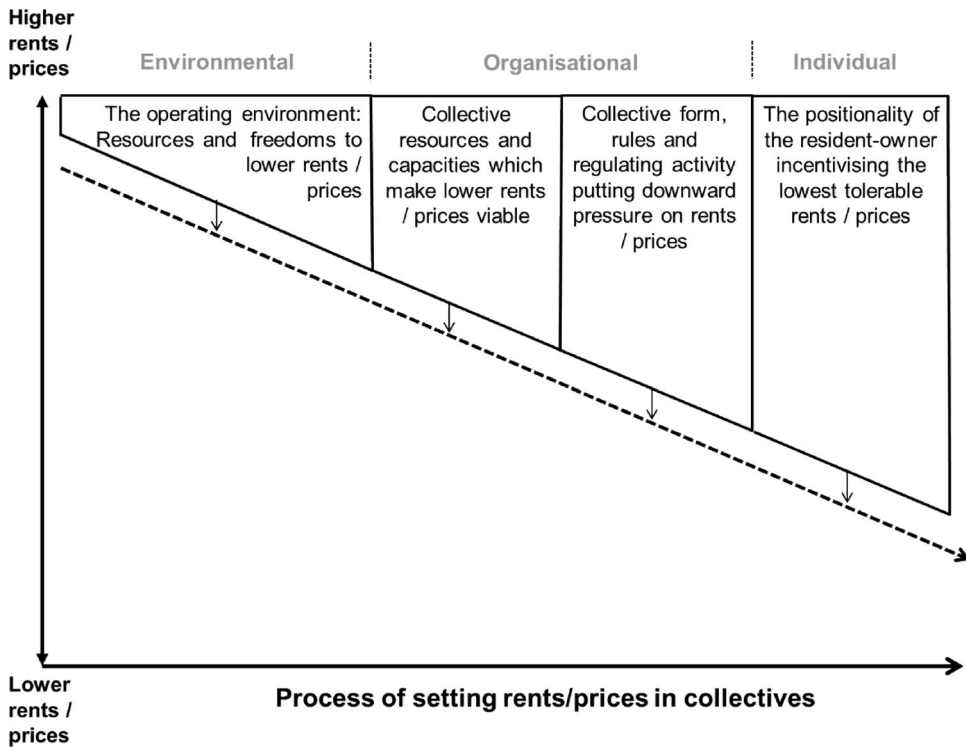 Higher
rents /
prices
Environmental
Organisational
Individual
The operating environment:
Resources and freedoms to
lower rents /
prices
Collective
resources and
capacities which
make lower rents
/ prices viable
Collective form,
rules and
regulating activity
putting downward
pressure on rents
/ prices
The positionality of
the resident-owner
incentivising the
lowest tolerable
rents / prices
Lower
rents /
prices
Process of setting rents/prices in collectives